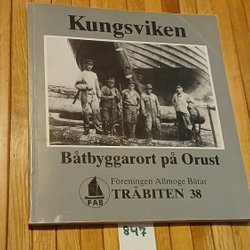 Kungsviken
Båtbyggarort på Orust
Föreningen Allmoge Båtar
FAB
TRÄBITEN 38
847